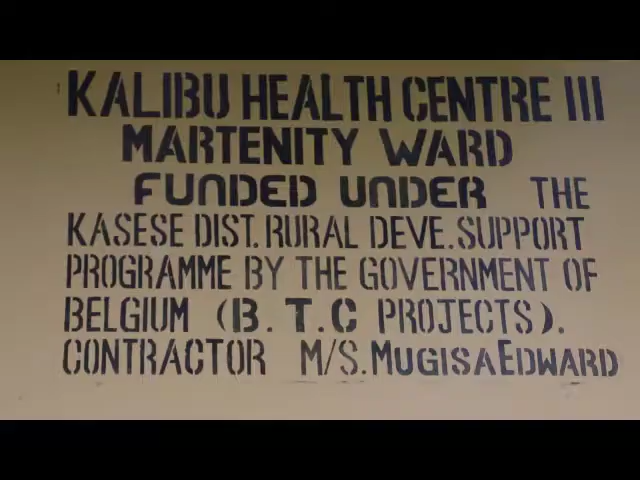 KALIBU HEALTH CENTRE III
MARTENITY WARD
FUNDED UNDER THE
KASESE DIST. RURAL DEVE. SUPPORT
PROGRAMME BY THE GOVERNMENT OF
BELGIUM (B.T.C PROJECTS).
CONTRACTOR M/S. MUGISA EDWARD